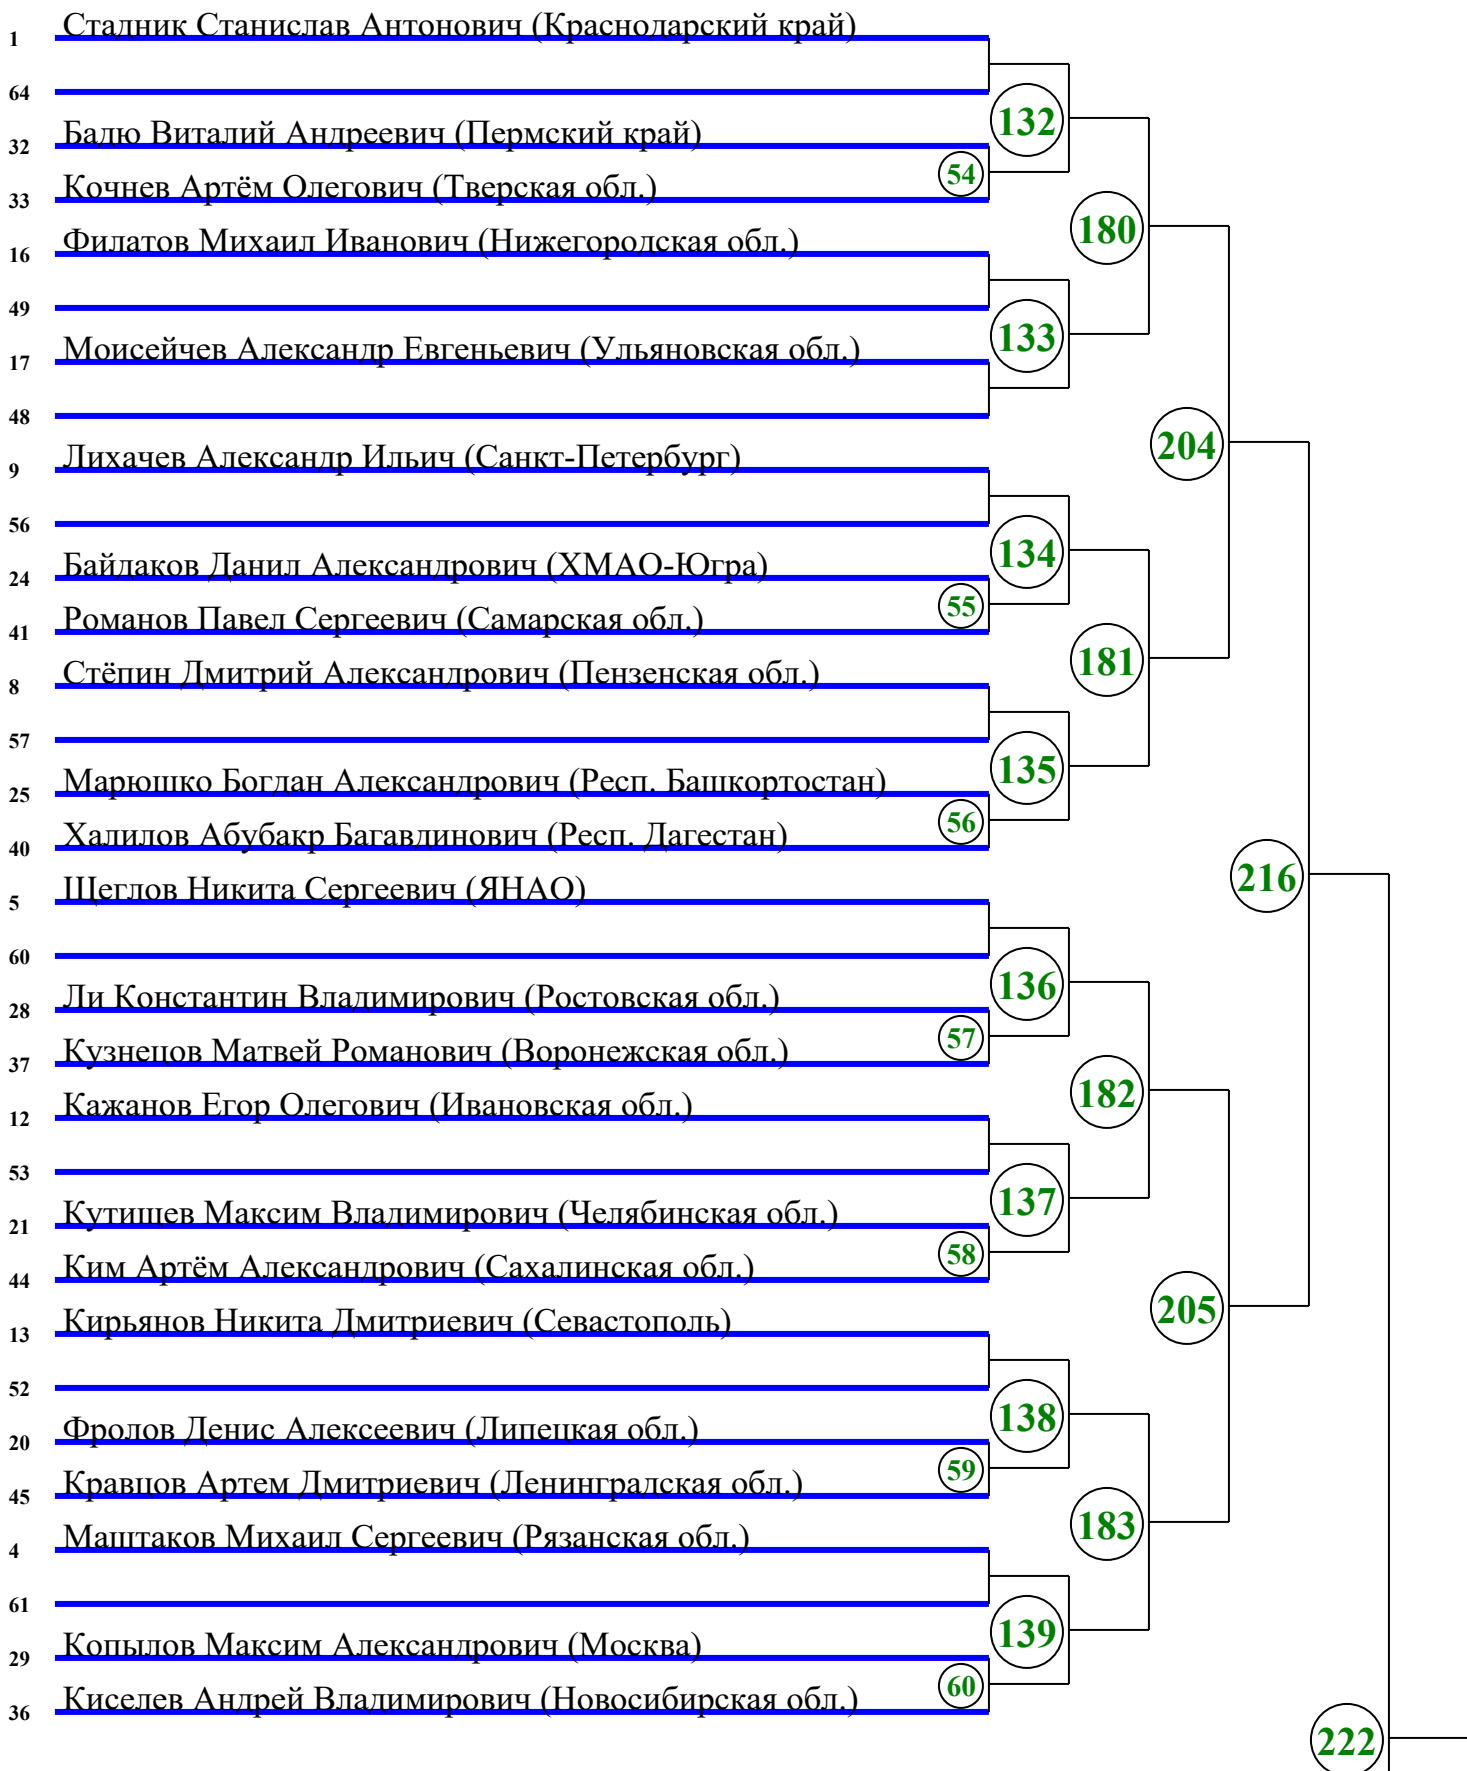 1 Стадник Станислав Антонович (Краснодарский край)
64
132
32 Бадю Виталий Андреевич (Пермский край)
54
33 Кочнев Артём Олегович (Тверская обл.)
180
16 Филатов Михаил Иванович (Нижегородская обл.)
49
133
17 Моисейчев Александр Евгеньевич (Ульяновская обл.)
48
204
9 Лихачев Александр Ильич (Санкт-Петербург)
56
134
24 Байдаков Данил Александрович (ХМАО-Югра)
55
41 Романов Павел Сергеевич (Самарская обл.)
181
8 Стёпин Дмитрий Александрович (Пензенская обл.)
57
135
25 Марюшко Богдан Александрович (Респ. Башкортостан)
56
40 Халилов Абубакр Багавдинович (Респ. Дагестан)
216
5 Щеглов Никита Сергеевич (ЯНАО)
60
136
28 Ли Константин Владимирович (Ростовская обл.)
57
37 Кузнецов Матвей Романович (Воронежская обл.)
182
12 Кажанов Егор Олегович (Ивановская обл.)
53
137
21 Кутищев Максим Владимирович (Челябинская обл.)
58
44 Ким Артём Александрович (Сахалинская обл.)
205
13 Кирьянов Никита Дмитриевич (Севастополь)
52
138
20 Фролов Денис Алексеевич (Липецкая обл.)
59
45 Кравцов Артем Дмитриевич (Ленинградская обл.)
183
4 Маштаков Михаил Сергеевич (Рязанская обл.)
61
139
29 Копылов Максим Александрович (Москва)
60
36 Киселев Андрей Владимирович (Новосибирская обл.)
222